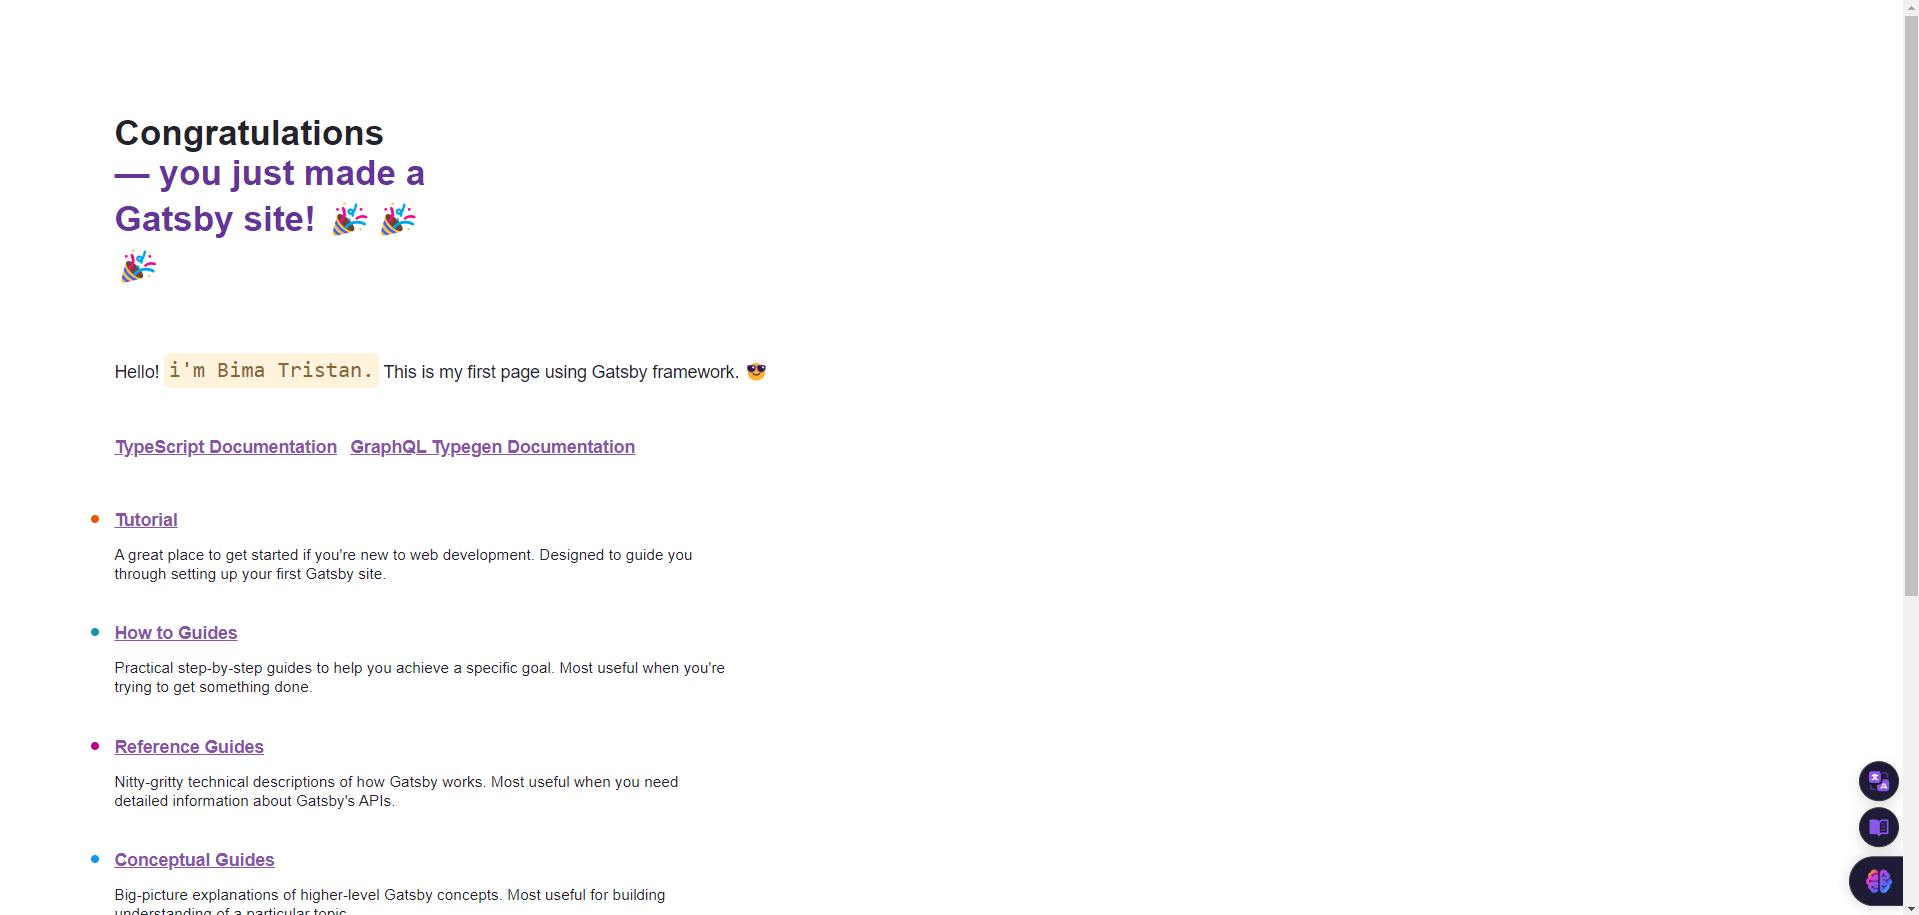 Congratulations
— you just made a
Gatsby site! 🎉 🎉
🎉
Hello! i'm Bima Tristan. This is my first page using Gatsby framework. 😎
TypeScript Documentation GraphQL Typegen Documentation
Tutorial
A great place to get started if you're new to web development. Designed to guide you
through setting up your first Gatsby site.
How to Guides
Practical step-by-step guides to help you achieve a specific goal. Most useful when you're
trying to get something done.
Reference Guides
Nitty-gritty technical descriptions of how Gatsby works. Most useful when you need
detailed information about Gatsby's APIs.
Conceptual Guides
Big-picture explanations of higher-level Gatsby concepts. Most useful for building
understanding of a particular topic.